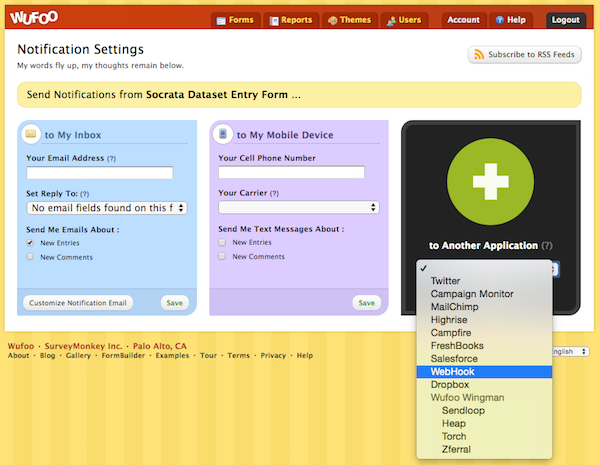 WUFOO
Forms
Reports
Themes
Users
Account
Help
Logout
Notification Settings
My words fly up, my thoughts remain below.
Subscribe to RSS Feeds
Send Notifications from Socrata Dataset Entry Form ...
to My Inbox
Your Email Address (?)
Set Reply To: (?)
No email fields found on this f
Send Me Emails About :
New Entries
New Comments
Customize Notification Email
Save
to My Mobile Device
Your Cell Phone Number
Your Carrier (?)
Send Me Text Messages About :
New Entries
New Comments
Save
to Another Application (?)
Twitter
Campaign Monitor
MailChimp
Highrise
Campfire
FreshBooks
Salesforce
WebHook
Dropbox
Wufoo Wingman
Sendloop
Heap
Torch
Zferral
Wufoo · SurveyMonkey Inc. · Palo Alto, CA
About · Blog · Gallery · FormBuilder · Examples · Tour · Terms · Privacy · Help
English